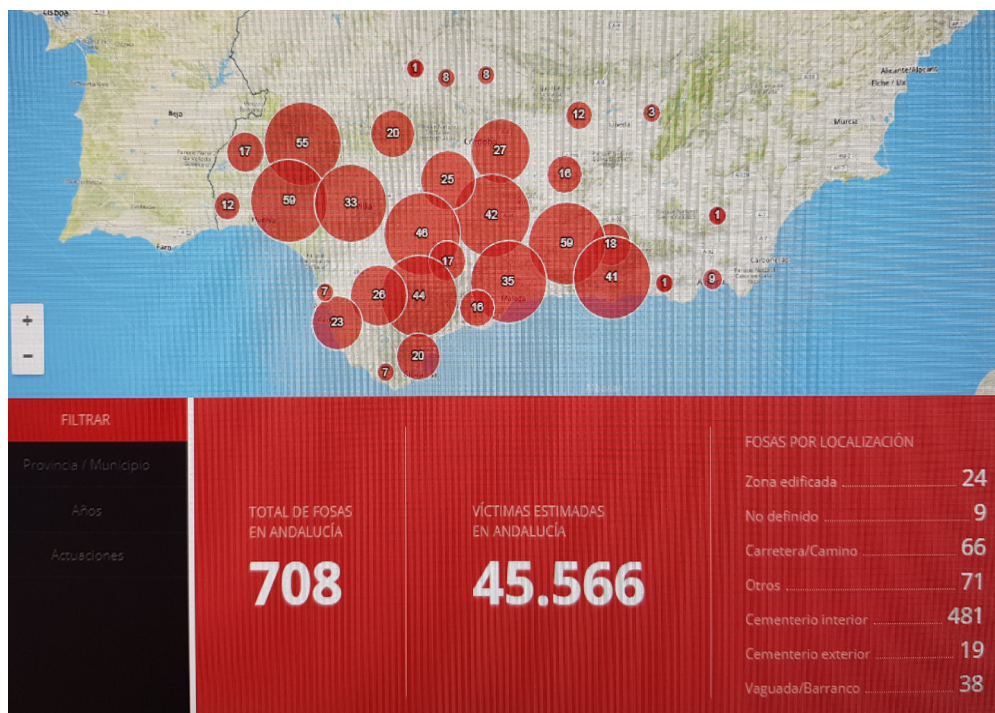 Lisboa
1
8
8
Alicante/Alacant
Elche / Elx
Beja
12
3
Úbeda
Murcia
20
55
17
27
16
25
59
33
12
42
1
46
59
18
17
41
35
1
9
26
44
7
16
Málaga
23
20
7
Faro
Carboneras
+
−
FILTRAR
Provincia / Municipio
Años
Actuaciones
TOTAL DE FOSAS
EN ANDALUCÍA
708
VÍCTIMAS ESTIMADAS
EN ANDALUCÍA
45.566
FOSAS POR LOCALIZACIÓN
Zona edificada 24
No definido 9
Carretera/Camino 66
Otros 71
Cementerio interior 481
Cementerio exterior 19
Vaguada/Barranco 38